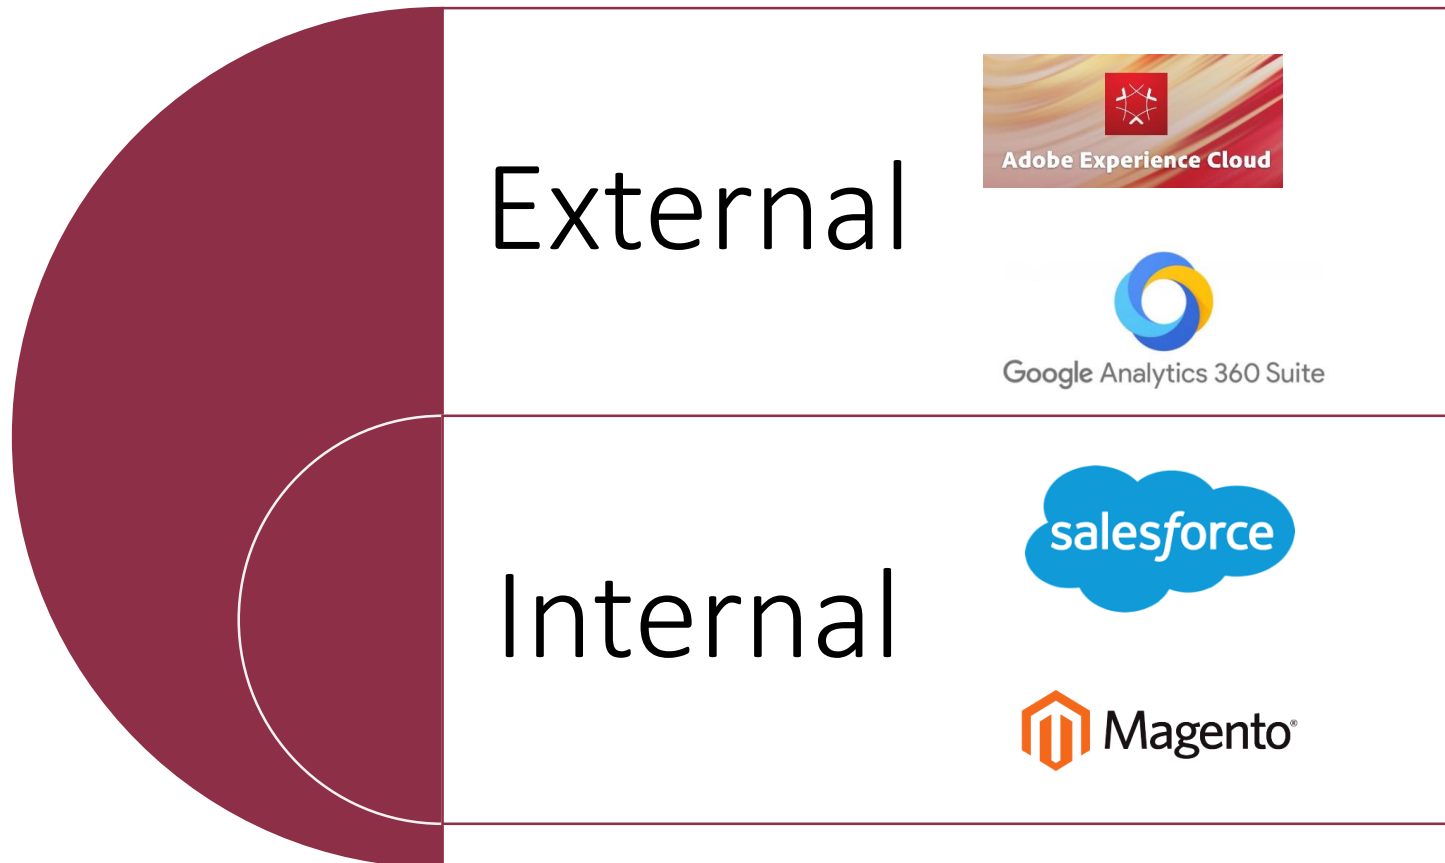 External
Adobe Experience Cloud
Google Analytics 360 Suite
Internal
salesforce
Magento®